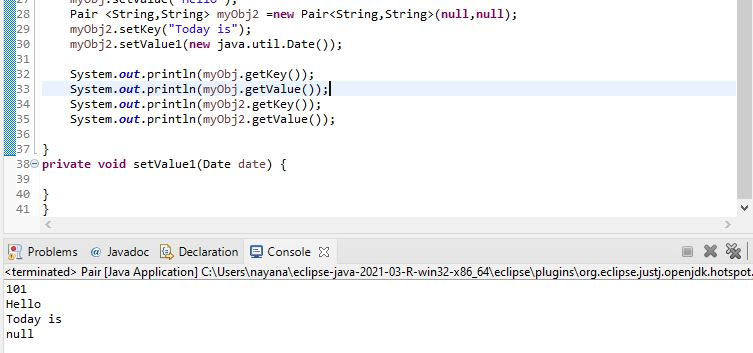 27 myObj.setValue("Hello");
28 Pair <String,String> myObj2 =new Pair<String,String>(null,null);
29 myObj2.setKey("Today is");
30 myObj2.setValue1(new java.util.Date());
31
32 System.out.println(myObj.getKey());
33 System.out.println(myObj.getValue());
34 System.out.println(myObj2.getKey());
35 System.out.println(myObj2.getValue());
36
37 }
38 private void setValue1(Date date) {
39
40 }
41 }
Problems @ Javadoc Declaration Console
<terminated> Pair [Java Application] C:\Users\nayana\eclipse-java-2021-03-R-win32-x86_64\eclipse\plugins\org.eclipse.justj.openjdk.hotspot.
101
Hello
Today is
null